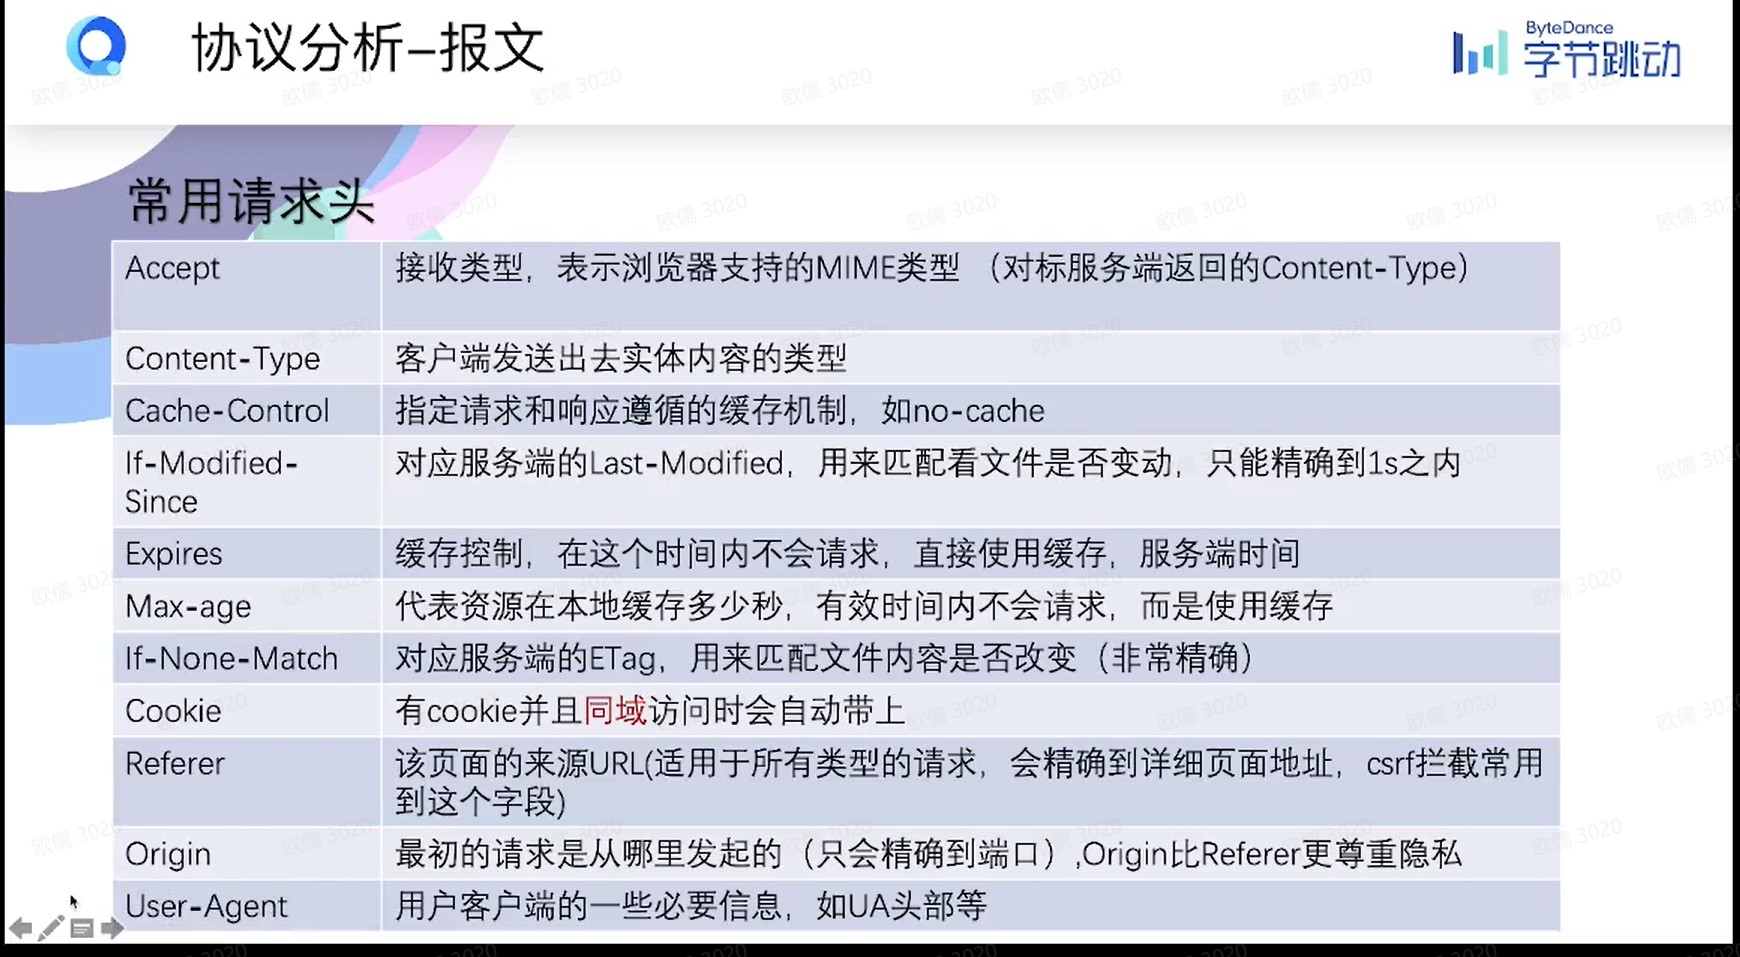 协议分析-报文
ByteDance
字节跳动
常用请求头
Accept
接收类型，表示浏览器支持的MIME类型 （对标服务端返回的Content-Type）
Content-Type
客户端发送出去实体内容的类型
Cache-Control
指定请求和响应遵循的缓存机制，如no-cache
If-Modified-
Since
对应服务端的Last-Modified，用来匹配看文件是否变动，只能精确到1s之内
Expires
缓存控制，在这个时间内不会请求，直接使用缓存，服务端时间
Max-age
代表资源在本地缓存多少秒，有效时间内不会请求，而是使用缓存
If-None-Match
对应服务端的ETag，用来匹配文件内容是否改变（非常精确）
Cookie
有cookie并且同域访问时会自动带上
Referer
该页面的来源URL(适用于所有类型的请求，会精确到详细页面地址，csrf拦截常用
到这个字段)
Origin
最初的请求是从哪里发起的（只会精确到端口）,Origin比Referer更尊重隐私
User-Agent
用户客户端的一些必要信息，如UA头部等
欧儒 3020